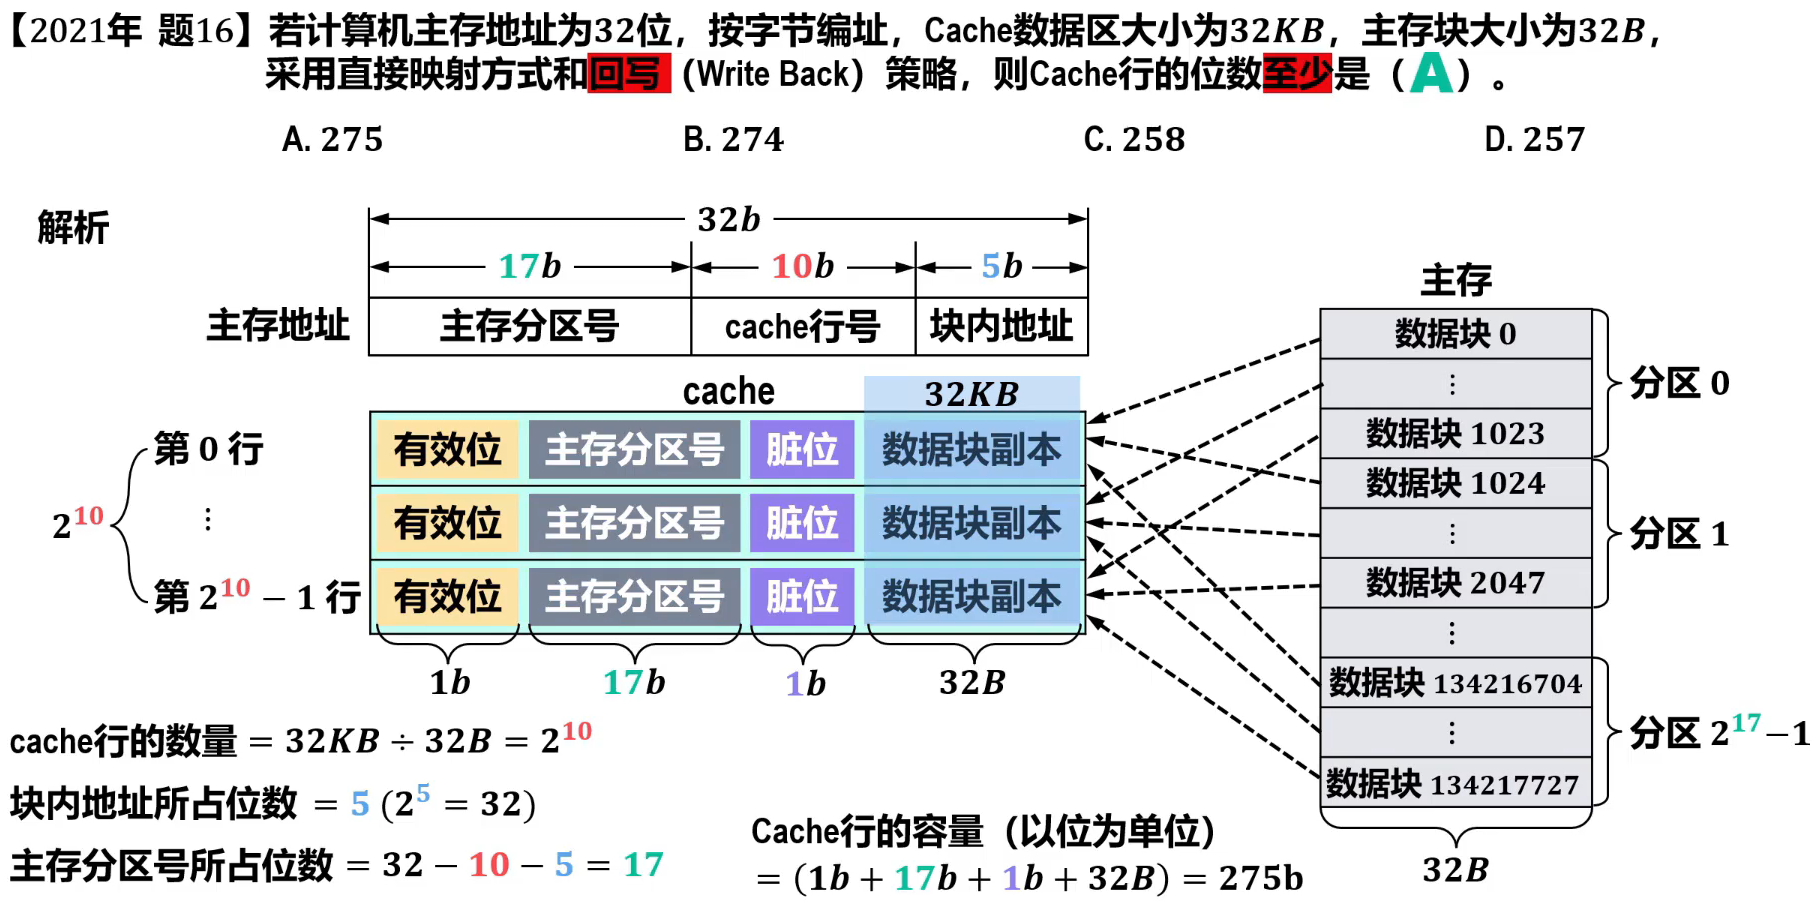 【2021年 题16】若计算机主存地址为32位，按字节编址，Cache数据区大小为32KB，主存块大小为32B，
采用直接映射方式和回写（Write Back）策略，则Cache行的位数至少是（A）。
A. 275 B. 274 C. 258 D. 257
解析
32b
17b 10b 5b
主存地址 主存分区号 cache行号 块内地址
cache 32KB
第 0 行 有效位 主存分区号 脏位 数据块副本
2^10 ⋮ 有效位 主存分区号 脏位 数据块副本
第 2^10 − 1 行 有效位 主存分区号 脏位 数据块副本
1b 17b 1b 32B
主存
数据块 0
⋮
数据块 1023
分区 0
数据块 1024
⋮
数据块 2047
分区 1
⋮
数据块 134216704
⋮
数据块 134217727
分区 2^17−1
32B
cache行的数量 = 32KB ÷ 32B = 2^10
块内地址所占位数 = 5 (2^5 = 32)
主存分区号所占位数 = 32 − 10 − 5 = 17
Cache行的容量（以位为单位）
= (1b + 17b + 1b + 32B) = 275b